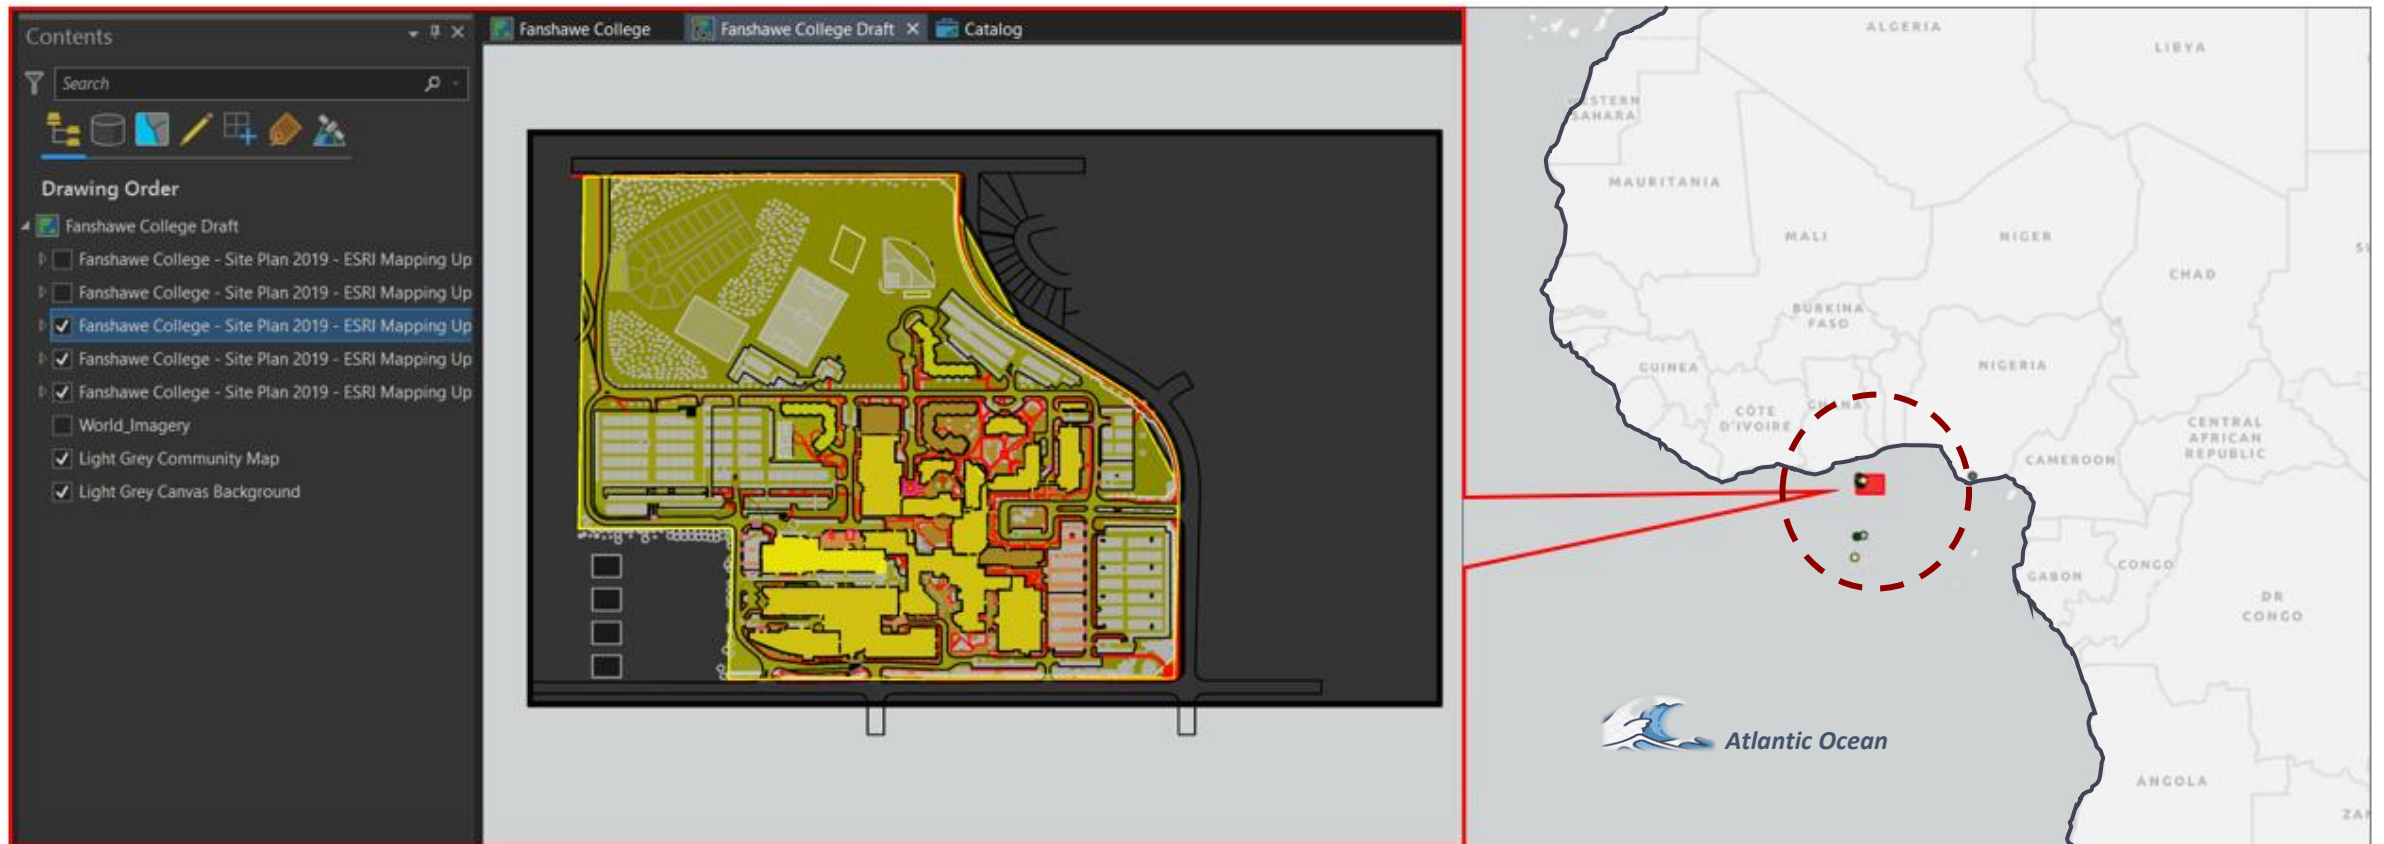 Contents
Fanshawe College
Fanshawe College Draft
Catalog
Search
Drawing Order
Fanshawe College Draft
Fanshawe College - Site Plan 2019 - ESRI Mapping Up
Fanshawe College - Site Plan 2019 - ESRI Mapping Up
Fanshawe College - Site Plan 2019 - ESRI Mapping Up
Fanshawe College - Site Plan 2019 - ESRI Mapping Up
Fanshawe College - Site Plan 2019 - ESRI Mapping Up
World_Imagery
Light Grey Community Map
Light Grey Canvas Background
ALGERIA
LIBYA
SAHARA
MAURITANIA
MALI
NIGER
CHAD
BURKINA
FASO
GUINEA
NIGERIA
CÔTE
D'IVOIRE
GHANA
CENTRAL
AFRICAN
REPUBLIC
CAMEROON
GABON
CONGO
DR
CONGO
Atlantic Ocean
ANGOLA